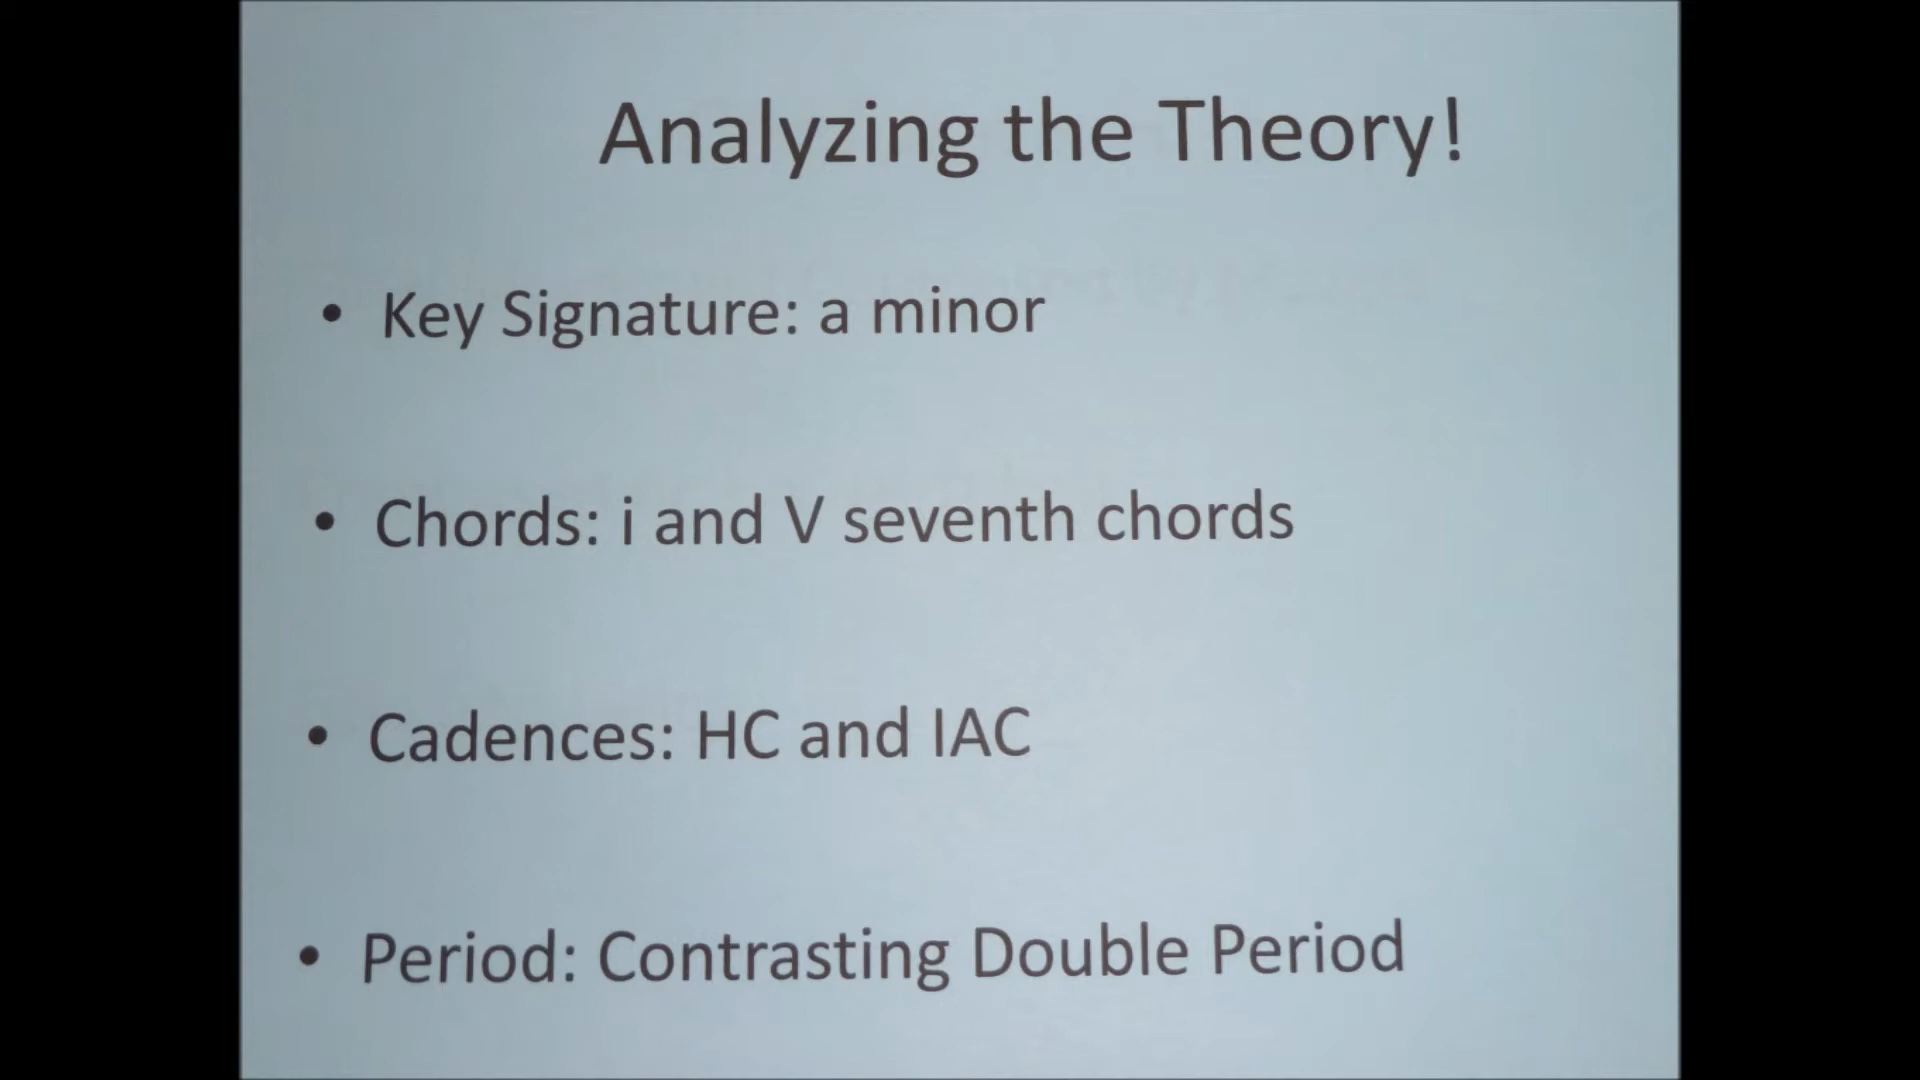 Analyzing the Theory!
• Key Signature: a minor
• Chords: i and V seventh chords
• Cadences: HC and IAC
• Period: Contrasting Double Period